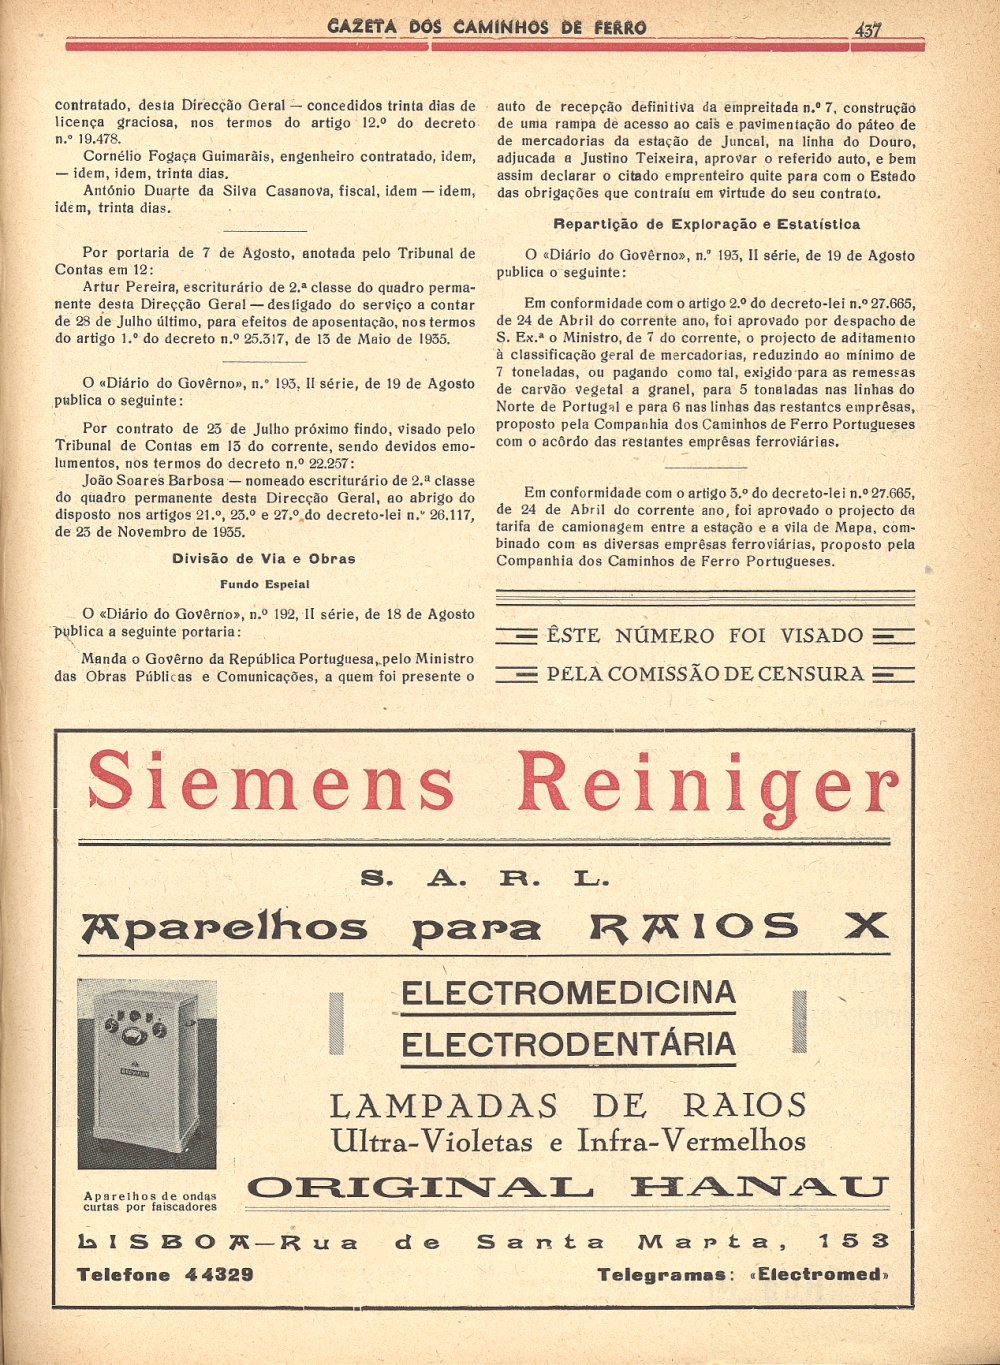 GAZETA DOS CAMINHOS DE FERRO
437
contratado, desta Direcção Geral — concedidos trinta dias de
licença graciosa, nos termos do artigo 12.º do decreto
n.º 19.478.
Cornélio Fogaça Guimarãis, engenheiro contratado, idem,
— idem, idem, trinta dias.
António Duarte da Silva Casanova, fiscal, idem — idem,
idem, trinta dias.
Por portaria de 7 de Agosto, anotada pelo Tribunal de
Contas em 12:
Artur Pereira, escriturário de 2.ª classe do quadro perma-
nente desta Direçção Geral — desligado do serviço a contar
de 28 de Julho último, para efeitos de aposentação, nos termos
do artigo 1.º do decreto n.º 25.317, de 13 de Maio de 1935.
O «Diário do Govêrno», n.º 193, II série, de 19 de Agosto
publica o seguinte:
Por contrato de 23 de Julho próximo findo, visado pelo
Tribunal de Contas em 13 do corrente, sendo devidos emo-
lumentos, nos termos do decreto n.º 22.257:
João Soares Barbosa — nomeado escriturário de 2.ª classe
do quadro permanente desta Direcção Geral, ao abrigo do
disposto nos artigos 21.º, 23.º e 27.º do decreto-lei n.º 26.117,
de 23 de Novembro de 1935.
Divisão de Via e Obras
Fundo Espeial
O «Diário do Govêrno», n.º 192, II série, de 18 de Agosto
publica a seguinte portaria:
Manda o Govêrno da República Portuguesa, pelo Ministro
das Obras Públicas e Comunicações, a quem foi presente o
auto de recepção definitiva da empreitada n.º 7, construção
de uma rampa de acesso ao cais e pavimentação do páteo de
de mercadorias da estação de Juncal, na linha do Douro,
adjucada a Justino Teixeira, aprovar o referido auto, e bem
assim declarar o citado emprenteiro quite para com o Estado
das obrigações que contraíu em virtude do seu contrato.
Repartição de Exploração e Estatística
O «Diário do Govêrno», n.º 193, II série, de 19 de Agosto
publica o seguinte:
Em conformidade com o artigo 2.º do decreto-lei n.º 27.665,
de 24 de Abril do corrente ano, foi aprovado por despacho de
S. Ex.ª o Ministro, de 7 do corrente, o projecto de aditamento
à classificação geral de mercadorias, reduzindo ao mínimo de
7 toneladas, ou pagando como tal, exigido para as remessas
de carvão vegetal a granel, para 5 tonaladas nas linhas do
Norte de Portugal e para 6 nas linhas das restantes emprêsas,
proposto pela Companhia dos Caminhos de Ferro Portugueses
com o acôrdo das restantes emprêsas ferroviárias.
Em conformidade com o artigo 3.º do decreto-lei n.º 27.665,
de 24 de Abril do corrente ano, foi aprovado o projecto da
tarifa de camionagem entre a estação e a vila de Mapa, com-
binado com as diversas emprêsas ferroviárias, proposto pela
Companhia dos Caminhos de Ferro Portugueses.
ÊSTE NÚMERO FOI VISADO
PELA COMISSÃO DE CENSURA
Siemens Reiniger
S. A. R. L.
Aparelhos para RAIOS X
ELECTROMEDICINA
ELECTRODENTÁRIA
LAMPADAS DE RAIOS
Ultra-Violetas e Infra-Vermelhos
ORIGINAL HANAU
Aparelhos de ondas
curtas por faiscadores
LISBOA—Rua de Santa Marta, 153
Telefone 44329
Telegramas: «Electromed»